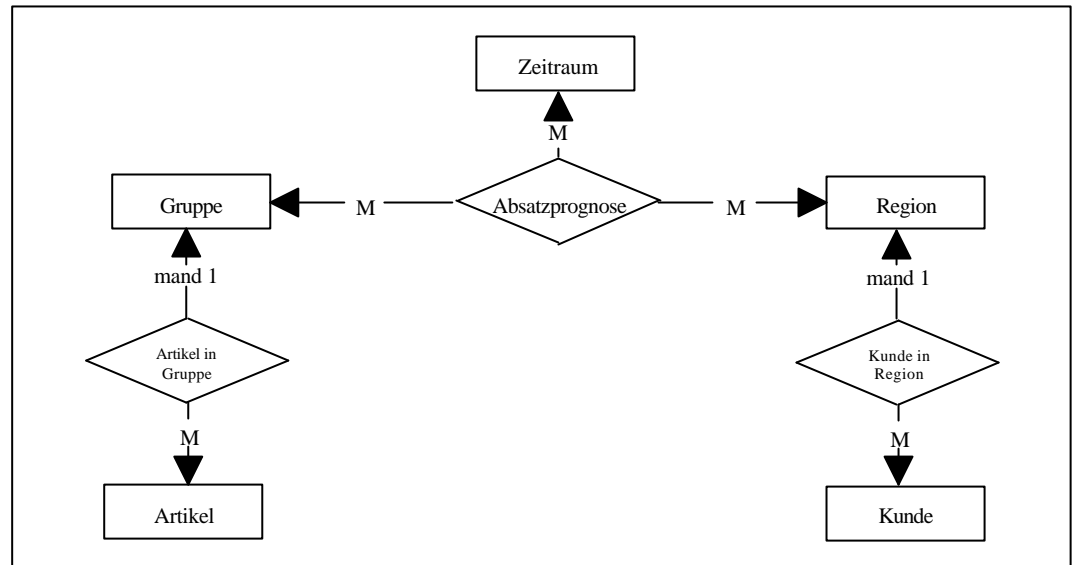 Zeitraum
M
Gruppe
M
Absatzprognose
M
Region
mand 1
mand 1
Artikel in
Gruppe
Kunde in
Region
M
M
Artikel
Kunde